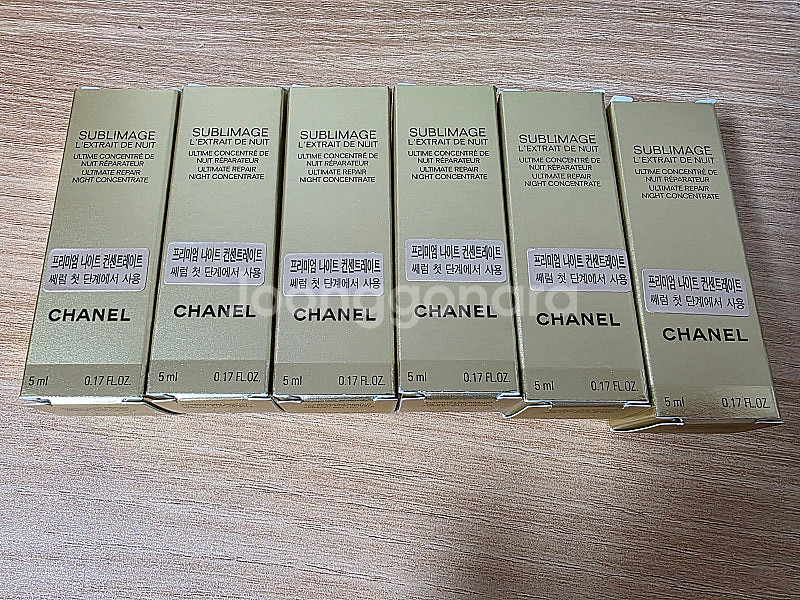 SUBLIMAGE
L'EXTRAIT DE NUIT
ULTIME CONCENTRÉ DE
NUIT RÉPARATEUR
ULTIMATE REPAIR
NIGHT CONCENTRATE
프리미엄 나이트 컨센트레이트
쎄럼 첫 단계에서 사용
CHANEL
5 ml 0.17 FL.OZ.
SUBLIMAGE
L'EXTRAIT DE NUIT
ULTIME CONCENTRÉ DE
NUIT RÉPARATEUR
ULTIMATE REPAIR
NIGHT CONCENTRATE
프리미엄 나이트 컨센트레이트
쎄럼 첫 단계에서 사용
CHANEL
5 ml 0.17 FL.OZ.
SUBLIMAGE
L'EXTRAIT DE NUIT
ULTIME CONCENTRÉ DE
NUIT RÉPARATEUR
ULTIMATE REPAIR
NIGHT CONCENTRATE
프리미엄 나이트 컨센트레이트
쎄럼 첫 단계에서 사용
CHANEL
5 ml 0.17 FL.OZ.
SUBLIMAGE
L'EXTRAIT DE NUIT
ULTIME CONCENTRÉ DE
NUIT RÉPARATEUR
ULTIMATE REPAIR
NIGHT CONCENTRATE
프리미엄 나이트 컨센트레이트
쎄럼 첫 단계에서 사용
CHANEL
5 ml 0.17 FL.OZ.
SUBLIMAGE
L'EXTRAIT DE NUIT
ULTIME CONCENTRÉ DE
NUIT RÉPARATEUR
ULTIMATE REPAIR
NIGHT CONCENTRATE
프리미엄 나이트 컨센트레이트
쎄럼 첫 단계에서 사용
CHANEL
5 ml 0.17 FL.OZ.
SUBLIMAGE
L'EXTRAIT DE NUIT
ULTIME CONCENTRÉ DE
NUIT RÉPARATEUR
ULTIMATE REPAIR
NIGHT CONCENTRATE
프리미엄 나이트 컨센트레이트
쎄럼 첫 단계에서 사용
CHANEL
5 ml 0.17 FL.OZ.